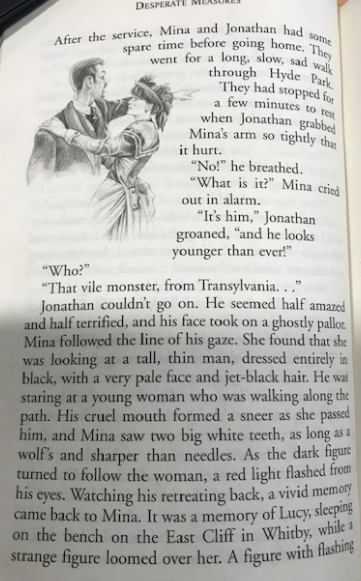 DESPERATE MEASURES
After the service, Mina and Jonathan had some
spare time before going home. They
went for a long, slow, sad walk
through Hyde Park.
They had stopped for
a few minutes to rest
when Jonathan grabbed
Mina's arm so tightly that
it hurt.
"No!" he breathed.
"What is it?" Mina cried
out in alarm.
"It's him," Jonathan
groaned, "and he looks
younger than ever!"
"Who?"
"That vile monster, from Transylvania. . ."
Jonathan couldn't go on. He seemed half amazed
and half terrified, and his face took on a ghostly pallor.
Mina followed the line of his gaze. She found that she
was looking at a tall, thin man, dressed entirely in
black, with a very pale face and jet-black hair. He was
staring at a young woman who was walking along the
path. His cruel mouth formed a sneer as she passed
him, and Mina saw two big white teeth, as long as a
wolf's and sharper than needles. As the dark figure
turned to follow the woman, a red light flashed from
his eyes. Watching his retreating back, a vivid memory
came back to Mina. It was a memory of Lucy, sleeping
on the bench on the East Cliff in Whitby, while a
strange figure loomed over her. A figure with flashing